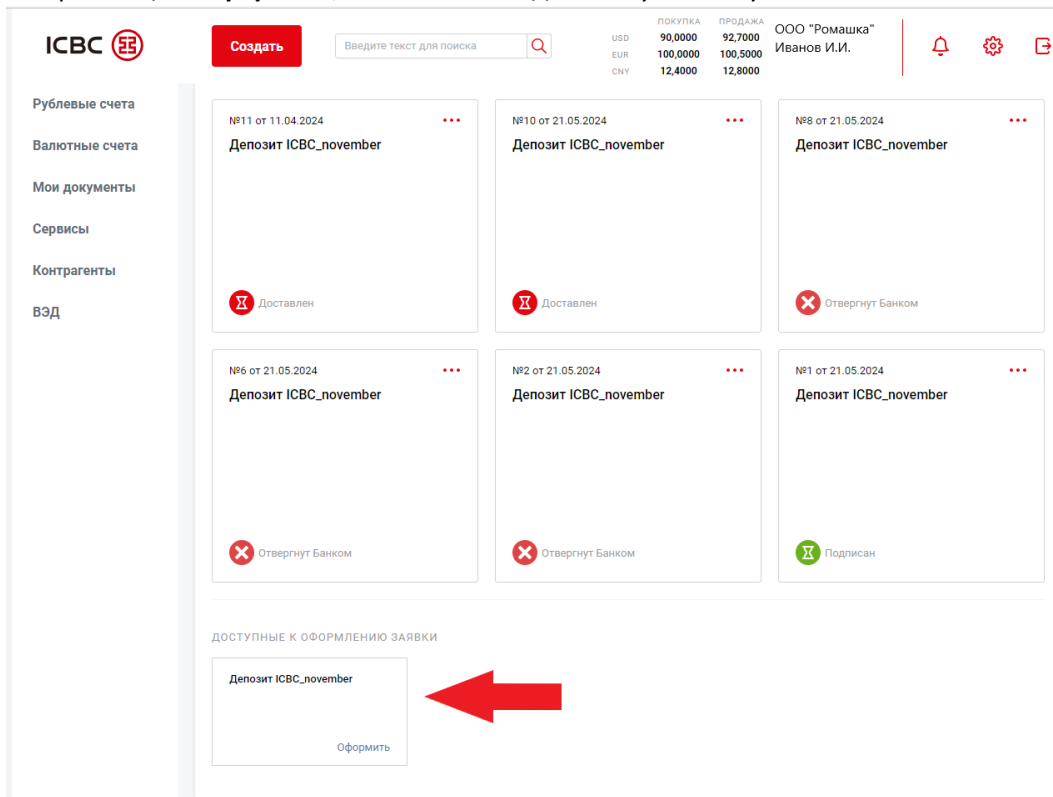 ICBC
Создать
Введите текст для поиска
ПОКУПКА ПРОДАЖА
USD 90,0000 92,7000
EUR 100,0000 100,5000
CNY 12,4000 12,8000
ООО "Ромашка"
Иванов И.И.
Рублевые счета
Валютные счета
Мои документы
Сервисы
Контрагенты
ВЭД
№11 от 11.04.2024
Депозит ICBC_november
Доставлен
№10 от 21.05.2024
Депозит ICBC_november
Доставлен
№8 от 21.05.2024
Депозит ICBC_november
Отвергнут Банком
№6 от 21.05.2024
Депозит ICBC_november
Отвергнут Банком
№2 от 21.05.2024
Депозит ICBC_november
Отвергнут Банком
№1 от 21.05.2024
Депозит ICBC_november
Подписан
ДОСТУПНЫЕ К ОФОРМЛЕНИЮ ЗАЯВКИ
Депозит ICBC_november
Оформить